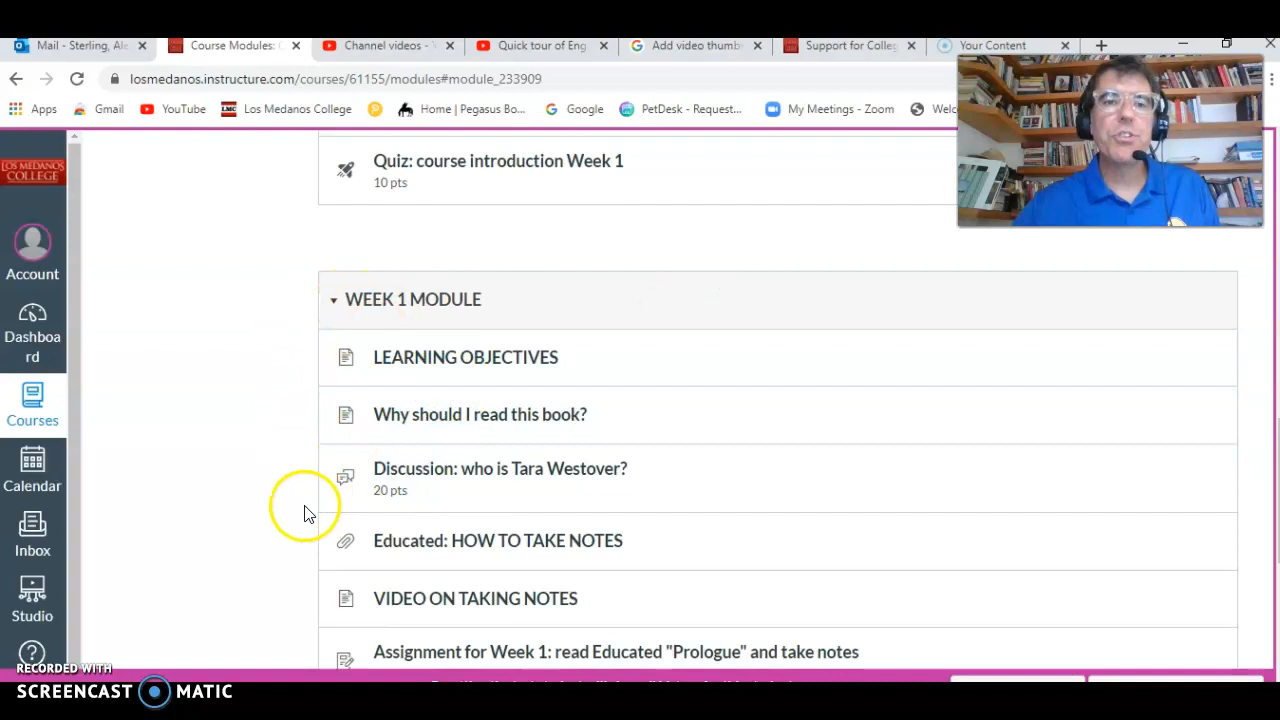 Mail - Sterling, Ale
Course Modules: C
Channel videos - Y
Quick tour of Eng
Add video thumb
Support for Colleg
Your Content
losmedanos.instructure.com/courses/61155/modules#module_233909
Apps
Gmail
YouTube
LMC
Los Medanos College
Home | Pegasus Bo...
Google
PetDesk - Request...
My Meetings - Zoom
Welc
LOS MEDANOS
COLLEGE
Account
Dashboa
rd
Courses
Calendar
Inbox
Studio
Quiz: course introduction Week 1
10 pts
WEEK 1 MODULE
LEARNING OBJECTIVES
Why should I read this book?
Discussion: who is Tara Westover?
20 pts
Educated: HOW TO TAKE NOTES
VIDEO ON TAKING NOTES
Assignment for Week 1: read Educated "Prologue" and take notes
RECORDED WITH
SCREENCAST MATIC